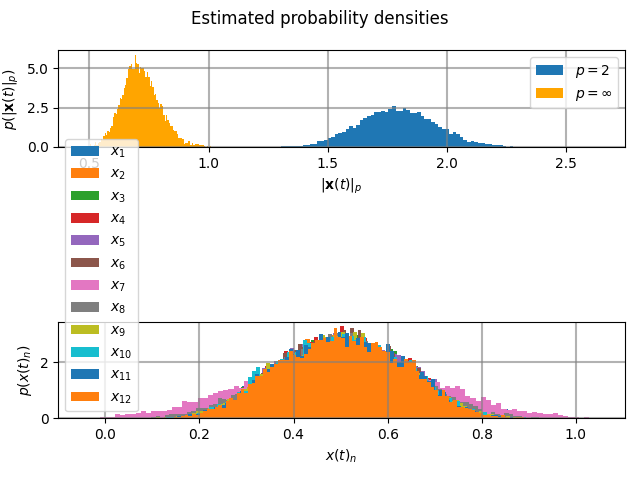 Estimated probability densities
p(|x(t)|p)
5.0
2.5
0.0
p = 2
p = ∞
0.5
1.0
1.5
2.0
2.5
|x(t)|p
x1
x2
x3
x4
x5
x6
x7
x8
x9
x10
x11
x12
p(x(t)n)
2
0
0.0
0.2
0.4
0.6
0.8
1.0
x(t)n